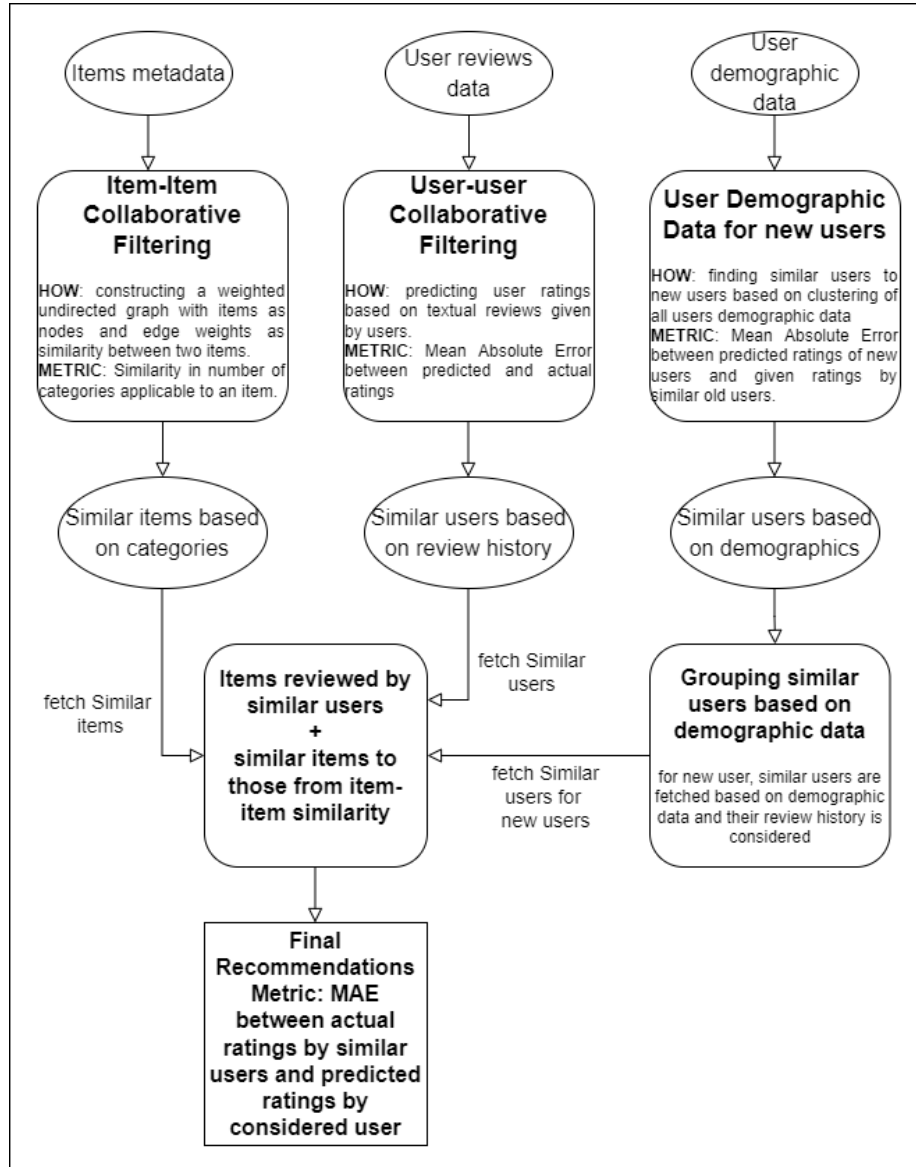 Items metadata
User reviews
data
User
demographic
data
Item-Item
Collaborative
Filtering
HOW: constructing a weighted
undirected graph with items as
nodes and edge weights as
similarity between two items.
METRIC: Similarity in number of
categories applicable to an item.
User-user
Collaborative
Filtering
HOW: predicting user ratings
based on textual reviews given
by users.
METRIC: Mean Absolute Error
between predicted and actual
ratings
User Demographic
Data for new users
HOW: finding similar users to
new users based on clustering of
all users demographic data
METRIC: Mean Absolute Error
between predicted ratings of new
users and given ratings by
similar old users.
Similar items based
on categories
Similar users based
on review history
Similar users based
on demographics
fetch Similar
items
Items reviewed by
similar users
+
similar items to
those from item-
item similarity
fetch Similar
users
fetch Similar
users for
new users
Grouping similar
users based on
demographic data
for new user, similar users are
fetched based on demographic
data and their review history is
considered
Final
Recommendations
Metric: MAE
between actual
ratings by similar
users and predicted
ratings by
considered user